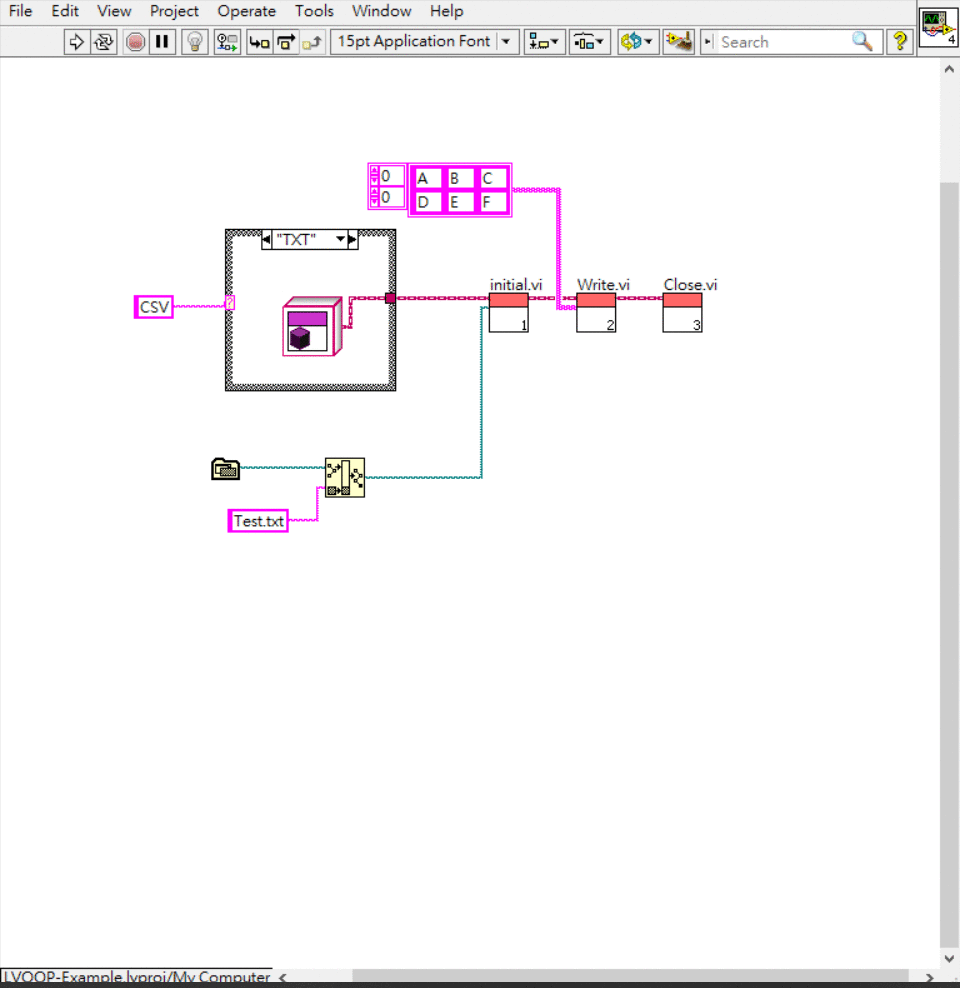 File Edit View Project Operate Tools Window Help
15pt Application Font Search ? 4
0 A B C
0 D E F
"TXT"
initial.vi Write.vi Close.vi
CSV ?
1 2 3
Test.txt
LVOOP-Example.lvproj/My Computer